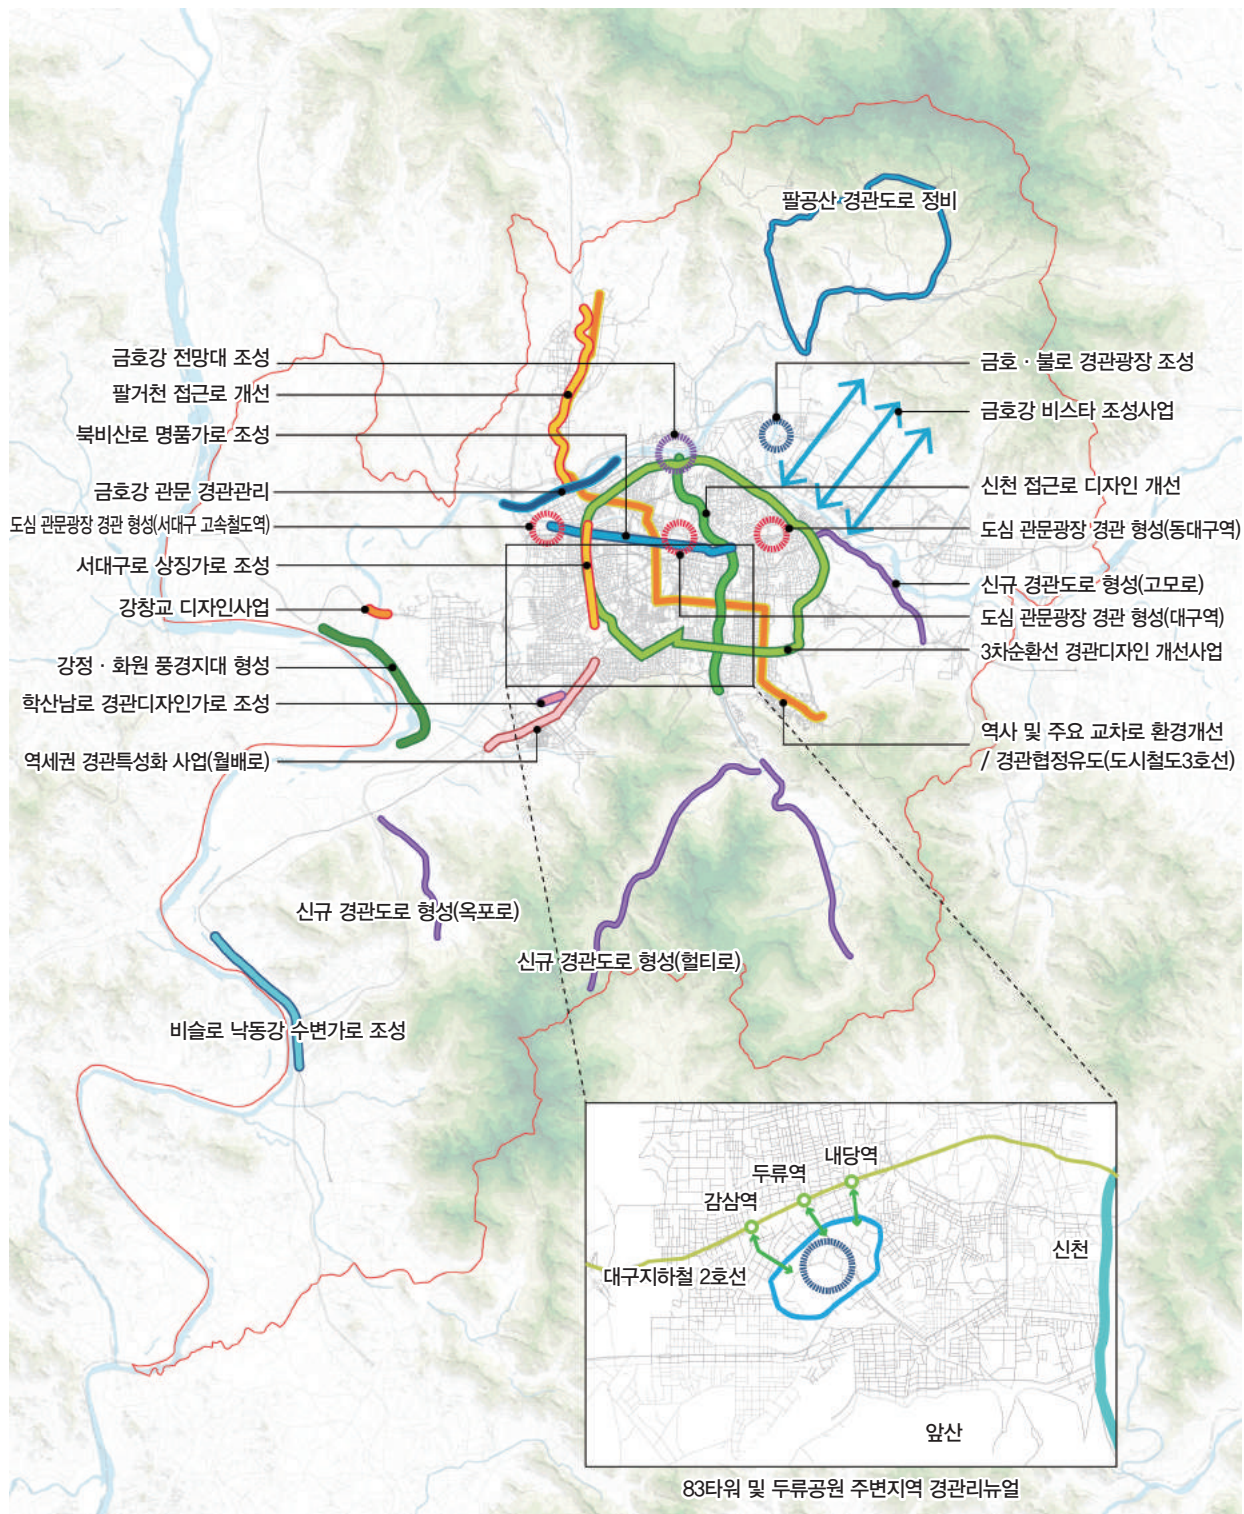 팔공산 경관도로 정비
금호강 전망대 조성
팔거천 접근로 개선
북비산로 명품가로 조성
금호강 관문 경관관리
도심 관문광장 경관 형성(서대구 고속철도역)
서대구로 상징가로 조성
강창교 디자인사업
강정 · 화원 풍경지대 형성
학산남로 경관디자인가로 조성
역세권 경관특성화 사업(월배로)
금호 · 불로 경관광장 조성
금호강 비스타 조성사업
신천 접근로 디자인 개선
도심 관문광장 경관 형성(동대구역)
신규 경관도로 형성(고모로)
도심 관문광장 경관 형성(대구역)
3차순환선 경관디자인 개선사업
역사 및 주요 교차로 환경개선
/ 경관협정유도(도시철도3호선)
신규 경관도로 형성(옥포로)
신규 경관도로 형성(헐티로)
비슬로 낙동강 수변가로 조성
내당역
두류역
감삼역
신천
대구지하철 2호선
앞산
83타워 및 두류공원 주변지역 경관리뉴얼